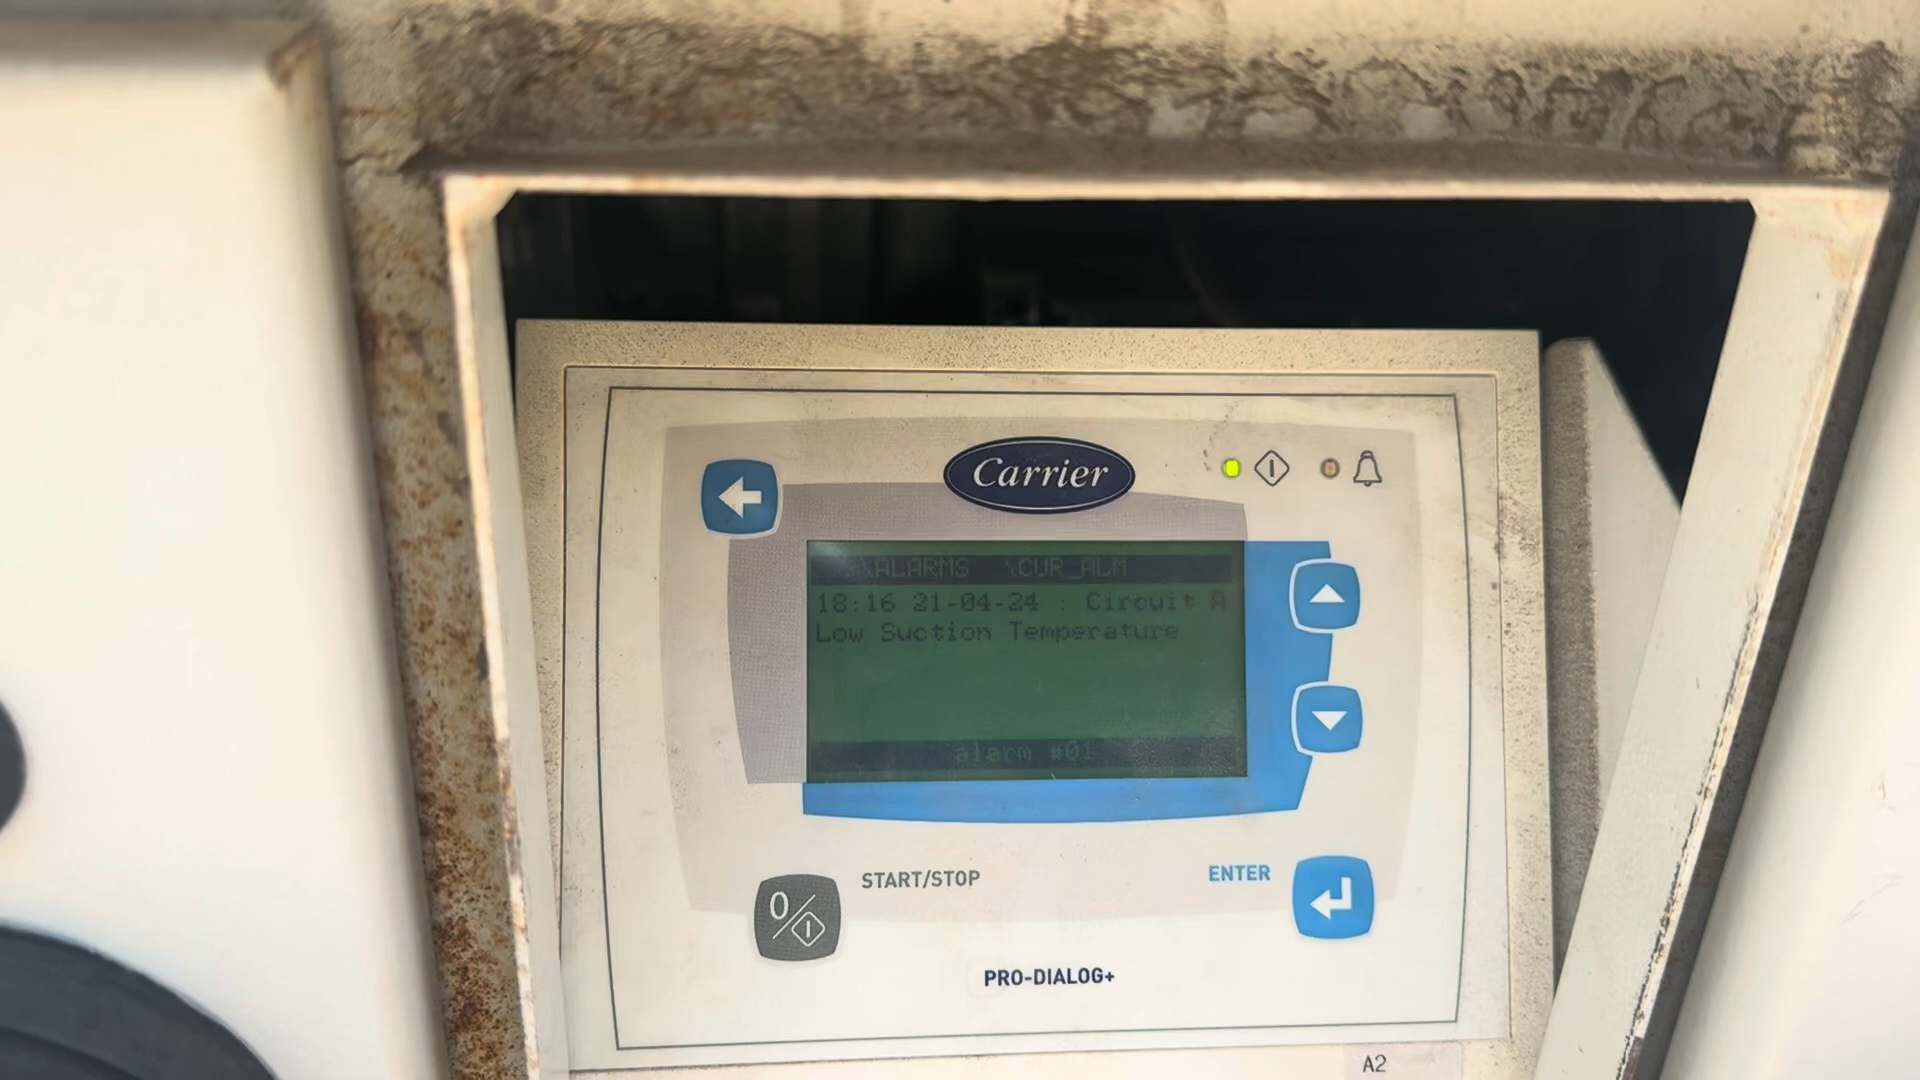 Carrier
\ALARMS \CUR_ALM
18:16 21-04-24 : Circuit A
Low Suction Temperature
alarm #01
START/STOP
ENTER
0
PRO-DIALOG+
A2